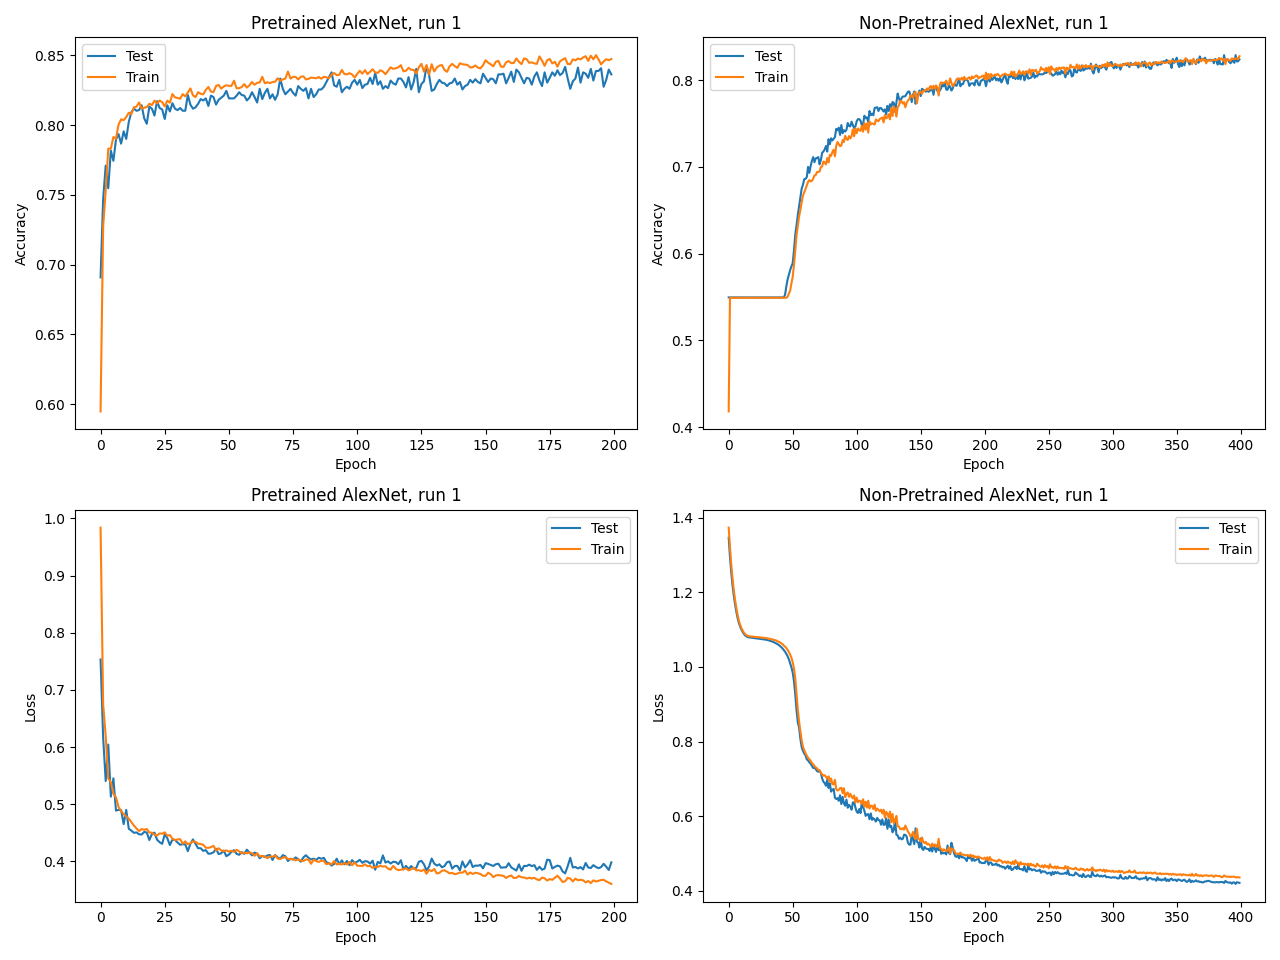 Pretrained AlexNet, run 1
Test
Train
0.85
0.80
0.75
0.70
0.65
0.60
Accuracy
0 25 50 75 100 125 150 175 200
Epoch
Non-Pretrained AlexNet, run 1
Test
Train
0.8
0.7
0.6
0.5
0.4
Accuracy
0 50 100 150 200 250 300 350 400
Epoch
Pretrained AlexNet, run 1
Test
Train
1.0
0.9
0.8
0.7
0.6
0.5
0.4
Loss
0 25 50 75 100 125 150 175 200
Epoch
Non-Pretrained AlexNet, run 1
Test
Train
1.4
1.2
1.0
0.8
0.6
0.4
Loss
0 50 100 150 200 250 300 350 400
Epoch